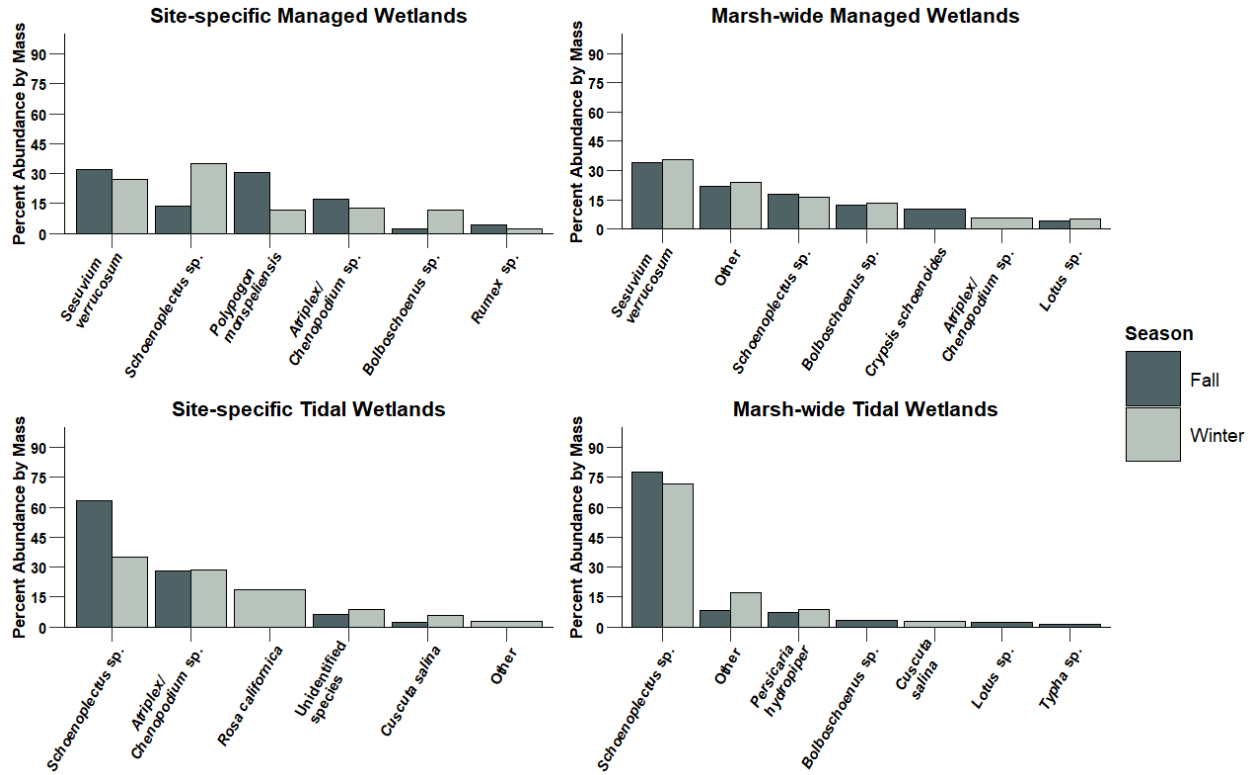 Site-specific Managed Wetlands
Percent Abundance by Mass
90
75
60
45
30
15
0
Sesuvium
verrucosum
Schoenoplectus sp.
Polypogon
monspeliensis
Atriplex/
Chenopodium sp.
Bolboschoenus sp.
Rumex sp.
Marsh-wide Managed Wetlands
Percent Abundance by Mass
90
75
60
45
30
15
0
Sesuvium
verrucosum
Other
Schoenoplectus sp.
Bolboschoenus sp.
Crypsis schoenoides
Atriplex/
Chenopodium sp.
Lotus sp.
Season
Fall
Winter
Site-specific Tidal Wetlands
Percent Abundance by Mass
90
75
60
45
30
15
0
Schoenoplectus sp.
Atriplex/
Chenopodium sp.
Rosa californica
Unidentified
species
Cuscuta salina
Other
Marsh-wide Tidal Wetlands
Percent Abundance by Mass
90
75
60
45
30
15
0
Schoenoplectus sp.
Other
Persicaria
hydropiper
Bolboschoenus sp.
Cuscuta
salina
Lotus sp.
Typha sp.